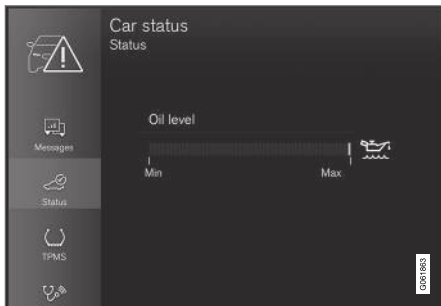 Car status
Status
Messages
Status
TPMS
Oil level
Min
Max
G061863